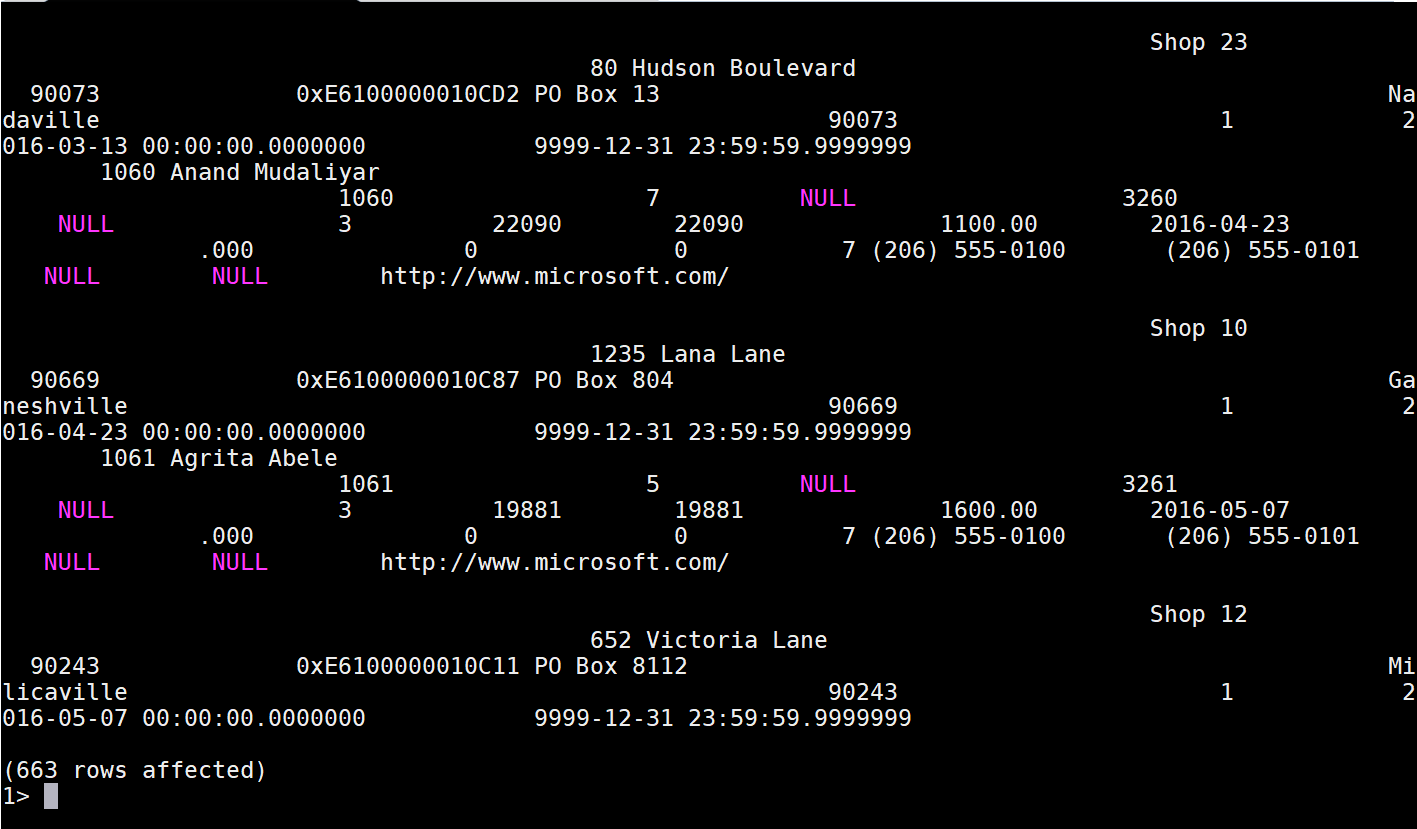 Shop 23
80 Hudson Boulevard
90073 0xE6100000010CD2 PO Box 13 Na
daville 90073 1 2
016-03-13 00:00:00.0000000 9999-12-31 23:59:59.9999999
1060 Anand Mudaliyar
1060 7 NULL 3260
NULL 3 22090 22090 1100.00 2016-04-23
.000 0 0 7 (206) 555-0100 (206) 555-0101
NULL NULL http://www.microsoft.com/
Shop 10
1235 Lana Lane
90669 0xE6100000010C87 PO Box 804 Ga
neshville 90669 1 2
016-04-23 00:00:00.0000000 9999-12-31 23:59:59.9999999
1061 Agrita Abele
1061 5 NULL 3261
NULL 3 19881 19881 1600.00 2016-05-07
.000 0 0 7 (206) 555-0100 (206) 555-0101
NULL NULL http://www.microsoft.com/
Shop 12
652 Victoria Lane
90243 0xE6100000010C11 PO Box 8112 Mi
licaville 90243 1 2
016-05-07 00:00:00.0000000 9999-12-31 23:59:59.9999999
(663 rows affected)
1>